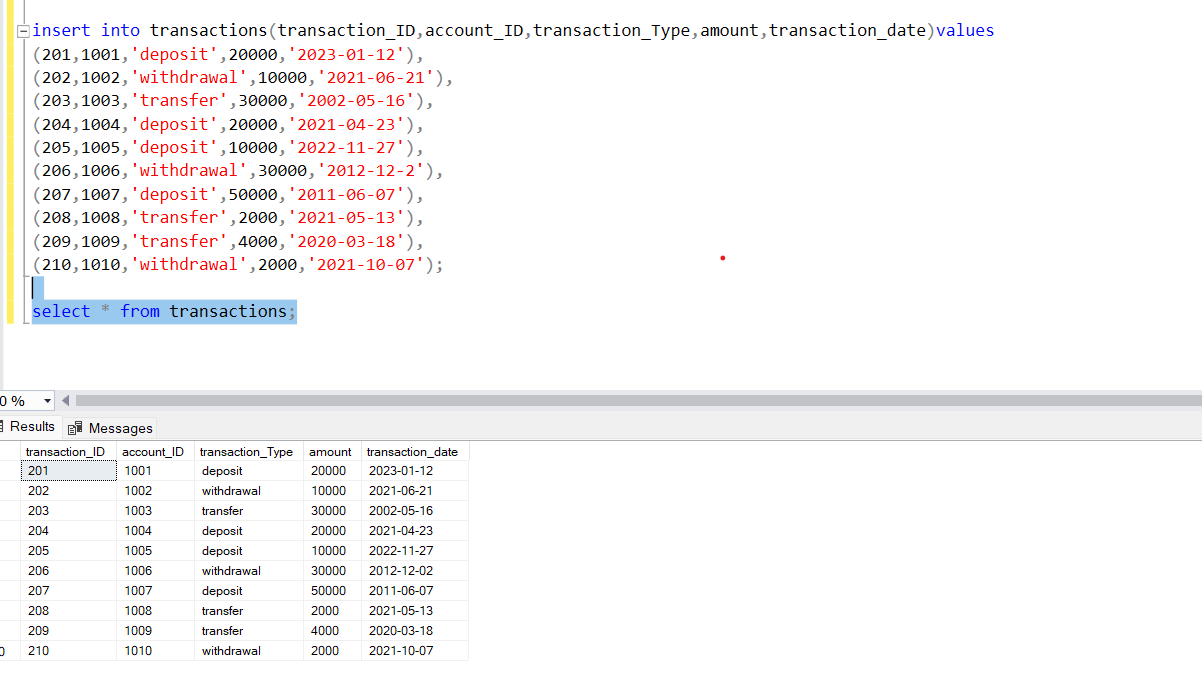 insert into transactions(transaction_ID,account_ID,transaction_Type,amount,transaction_date)values
(201,1001,'deposit',20000,'2023-01-12'),
(202,1002,'withdrawal',10000,'2021-06-21'),
(203,1003,'transfer',30000,'2002-05-16'),
(204,1004,'deposit',20000,'2021-04-23'),
(205,1005,'deposit',10000,'2022-11-27'),
(206,1006,'withdrawal',30000,'2012-12-2'),
(207,1007,'deposit',50000,'2011-06-07'),
(208,1008,'transfer',2000,'2021-05-13'),
(209,1009,'transfer',4000,'2020-03-18'),
(210,1010,'withdrawal',2000,'2021-10-07');
select * from transactions;
0 %
Results Messages
transaction_ID account_ID transaction_Type amount transaction_date
201 1001 deposit 20000 2023-01-12
202 1002 withdrawal 10000 2021-06-21
203 1003 transfer 30000 2002-05-16
204 1004 deposit 20000 2021-04-23
205 1005 deposit 10000 2022-11-27
206 1006 withdrawal 30000 2012-12-02
207 1007 deposit 50000 2011-06-07
208 1008 transfer 2000 2021-05-13
209 1009 transfer 4000 2020-03-18
0 210 1010 withdrawal 2000 2021-10-07